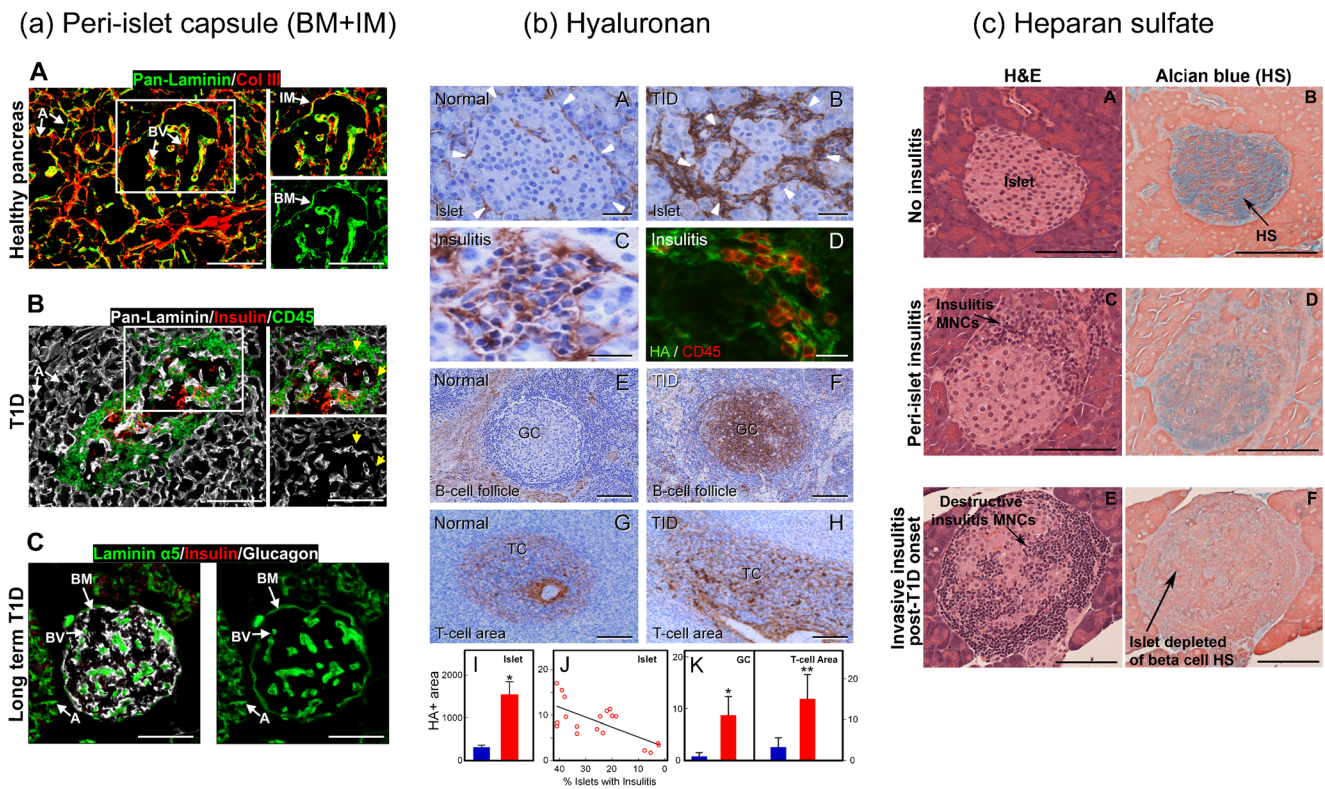 (a) Peri-islet capsule (BM+IM)
(b) Hyaluronan
(c) Heparan sulfate
A
Pan-Laminin/Col III
Healthy pancreas
A
BV
IM
BM
B
Pan-Laminin/Insulin/CD45
T1D
A
C
Laminin α5/Insulin/Glucagon
Long term T1D
BM
BV
A
BM
BV
A
Normal
A
Islet
TID
B
Islet
Insulitis
C
Insulitis
D
HA / CD45
Normal
E
GC
B-cell follicle
TID
F
GC
B-cell follicle
Normal
G
TC
T-cell area
TID
H
TC
T-cell area
HA+ area
2000
1000
0
I
Islet
*
20
10
0
J
Islet
40
20
0
% Islets with Insulitis
20
10
0
K
GC
*
T-cell Area
**
20
10
0
H&E
Alcian blue (HS)
No insulitis
A
Islet
B
HS
Peri-islet insulitis
C
Insulitis
MNCs
D
Invasive insulitis
post-T1D onset
E
Destructive
insulitis MNCs
F
Islet depleted
of beta cell HS